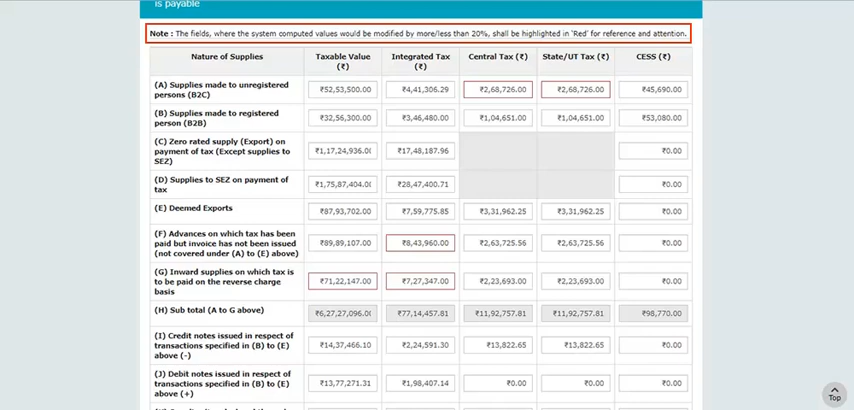 is payable
Note : The fields, where the system computed values would be modified by more/less than 20%, shall be highlighted in 'Red' for reference and attention.
Nature of Supplies Taxable Value (₹) Integrated Tax (₹) Central Tax (₹) State/UT Tax (₹) CESS (₹)
(A) Supplies made to unregistered persons (B2C) ₹52,53,500.00 ₹4,41,306.29 ₹2,68,726.00 ₹2,68,726.00 ₹45,690.00
(B) Supplies made to registered person (B2B) ₹32,56,300.00 ₹3,46,480.00 ₹1,04,651.00 ₹1,04,651.00 ₹53,080.00
(C) Zero rated supply (Export) on payment of tax (Except supplies to SEZ) ₹1,17,24,936.0 ₹17,48,187.96 ₹0.00
(D) Supplies to SEZ on payment of tax ₹1,75,87,404.0 ₹28,47,400.71 ₹0.00
(E) Deemed Exports ₹87,93,702.00 ₹7,59,775.85 ₹3,31,962.25 ₹3,31,962.25 ₹0.00
(F) Advances on which tax has been paid but invoice has not been issued (not covered under (A) to (E) above) ₹89,89,107.00 ₹8,43,960.00 ₹2,63,725.56 ₹2,63,725.56 ₹0.00
(G) Inward supplies on which tax is to be paid on the reverse charge basis ₹71,22,147.00 ₹7,27,347.00 ₹2,23,693.00 ₹2,23,693.00 ₹0.00
(H) Sub total (A to G above) ₹6,27,27,096.0 ₹77,14,457.81 ₹11,92,757.81 ₹11,92,757.81 ₹98,770.00
(I) Credit notes issued in respect of transactions specified in (B) to (E) above (-) ₹14,37,466.10 ₹2,24,591.30 ₹13,822.65 ₹13,822.65 ₹0.00
(J) Debit notes issued in respect of transactions specified in (B) to (E) above (+) ₹13,77,271.31 ₹1,98,407.14 ₹0.00 ₹0.00 ₹0.00
Top